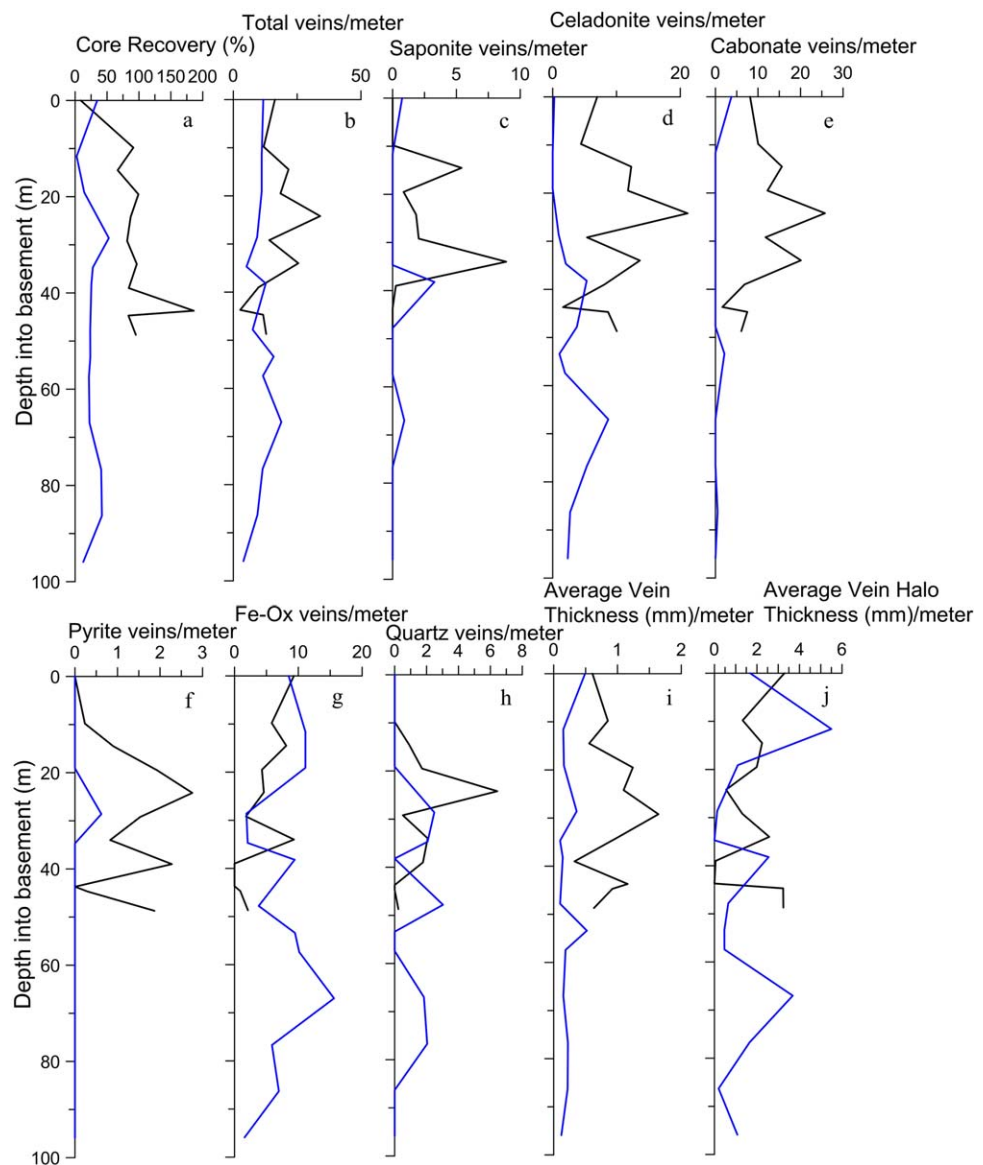 Total veins/meter
Celadonite veins/meter
Core Recovery (%)
Saponite veins/meter
Cabonate veins/meter
0 50 100 150 200
0 50
0 5 10
0 20
0 10 20 30
a
b
c
d
e
0
20
40
60
80
100
Depth into basement (m)
Average Vein
Thickness (mm)/meter
Average Vein Halo
Thickness (mm)/meter
Fe-Ox veins/meter
Pyrite veins/meter
Quartz veins/meter
0 1 2 3
0 10 20
0 2 4 6 8
0 1 2
0 2 4 6
f
g
h
i
j
0
20
40
60
80
100
Depth into basement (m)